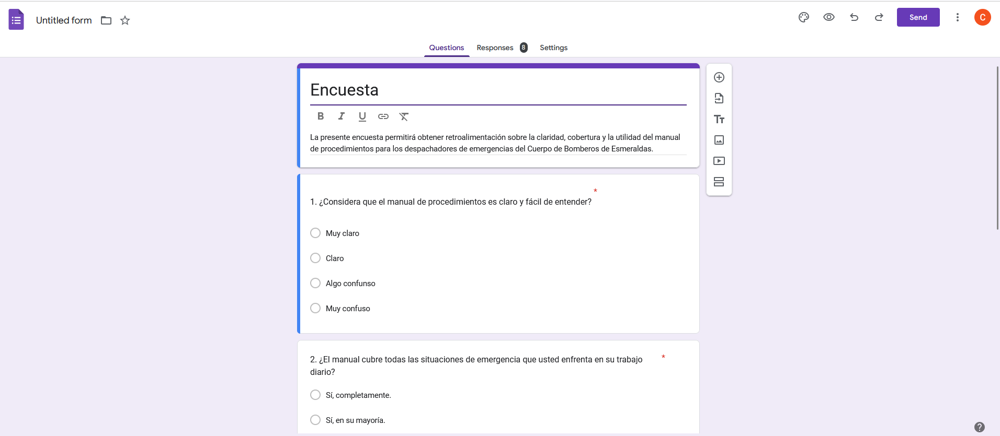 Untitled form
Send
C
Questions Responses 8 Settings
Encuesta
B I U
La presente encuesta permitirá obtener retroalimentación sobre la claridad, cobertura y la utilidad del manual
de procedimientos para los despachadores de emergencias del Cuerpo de Bomberos de Esmeraldas.
Tt
1. ¿Considera que el manual de procedimientos es claro y fácil de entender? *
Muy claro
Claro
Algo confunso
Muy confuso
2. ¿El manual cubre todas las situaciones de emergencia que usted enfrenta en su trabajo *
diario?
Sí, completamente.
Sí, en su mayoría.
?